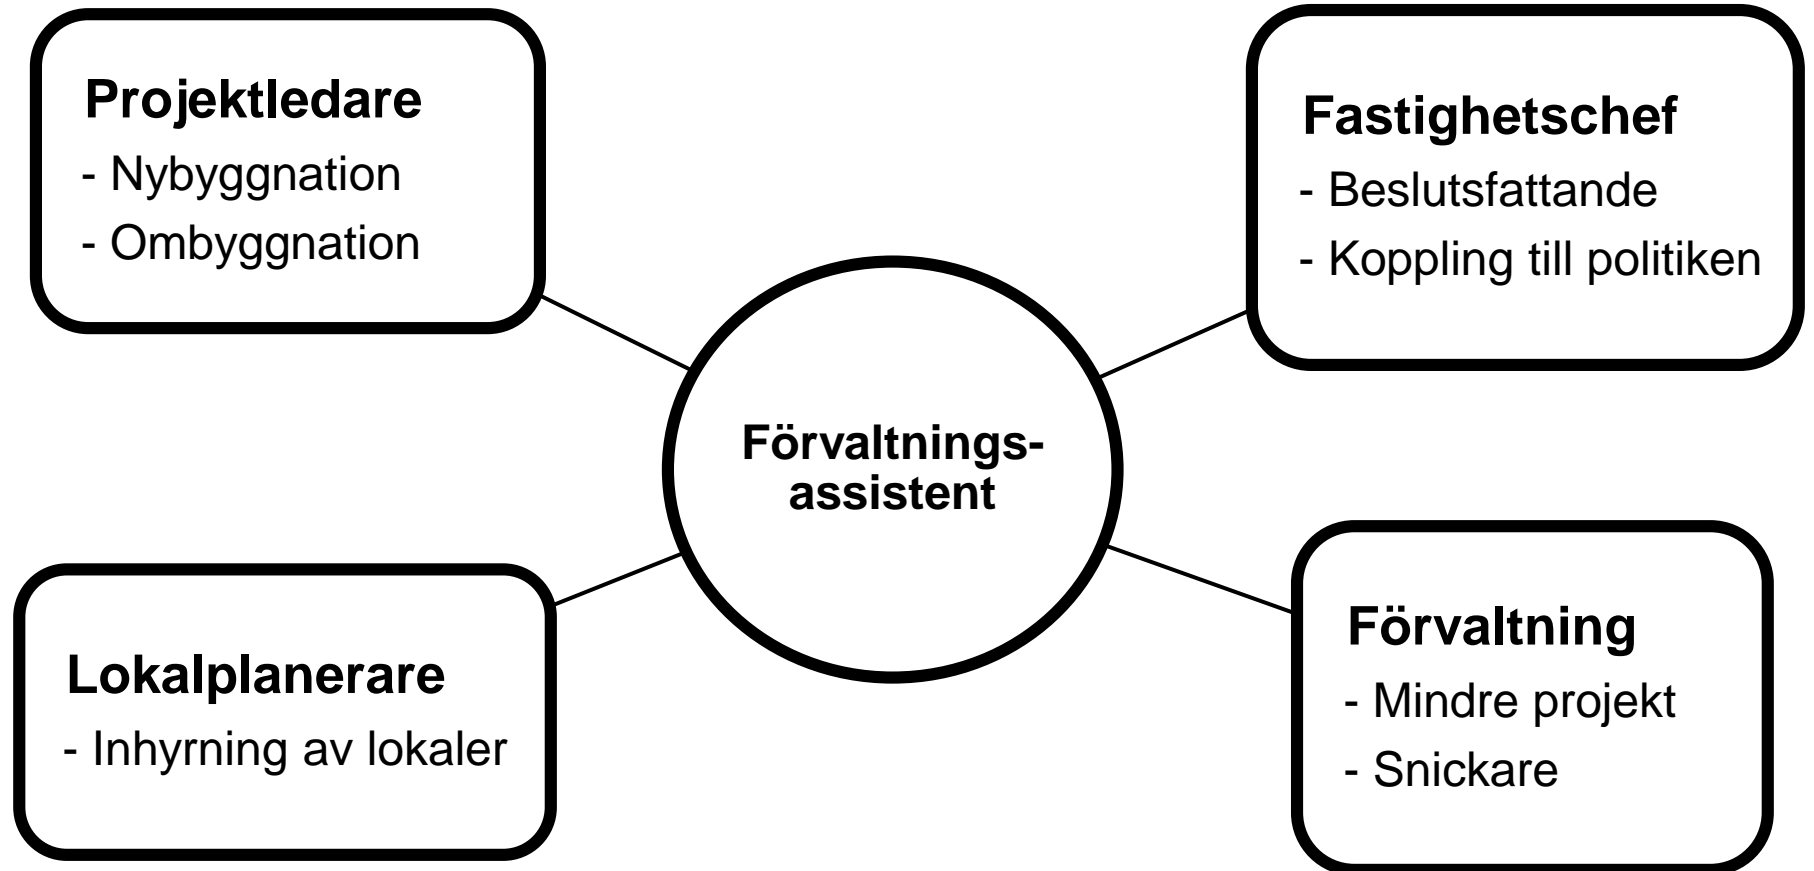 Projektledare
- Nybyggnation
- Ombyggnation
Fastighetschef
- Beslutsfattande
- Koppling till politiken
Förvaltnings-
assistent
Lokalplanerare
- Inhyrning av lokaler
Förvaltning
- Mindre projekt
- Snickare